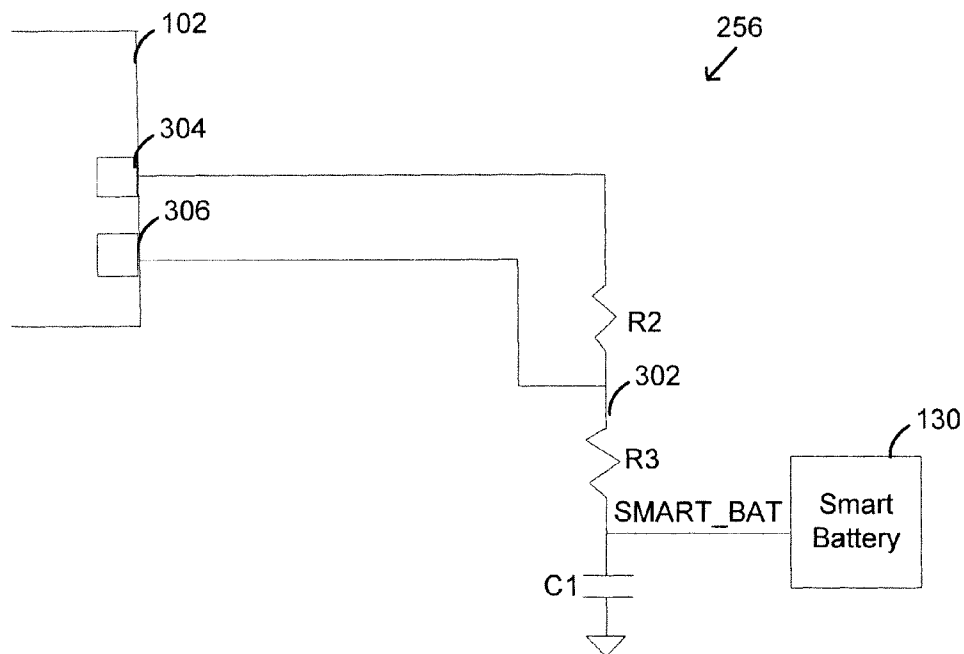 102
256
304
306
R2
302
130
R3
SMART_BAT
Smart
Battery
C1